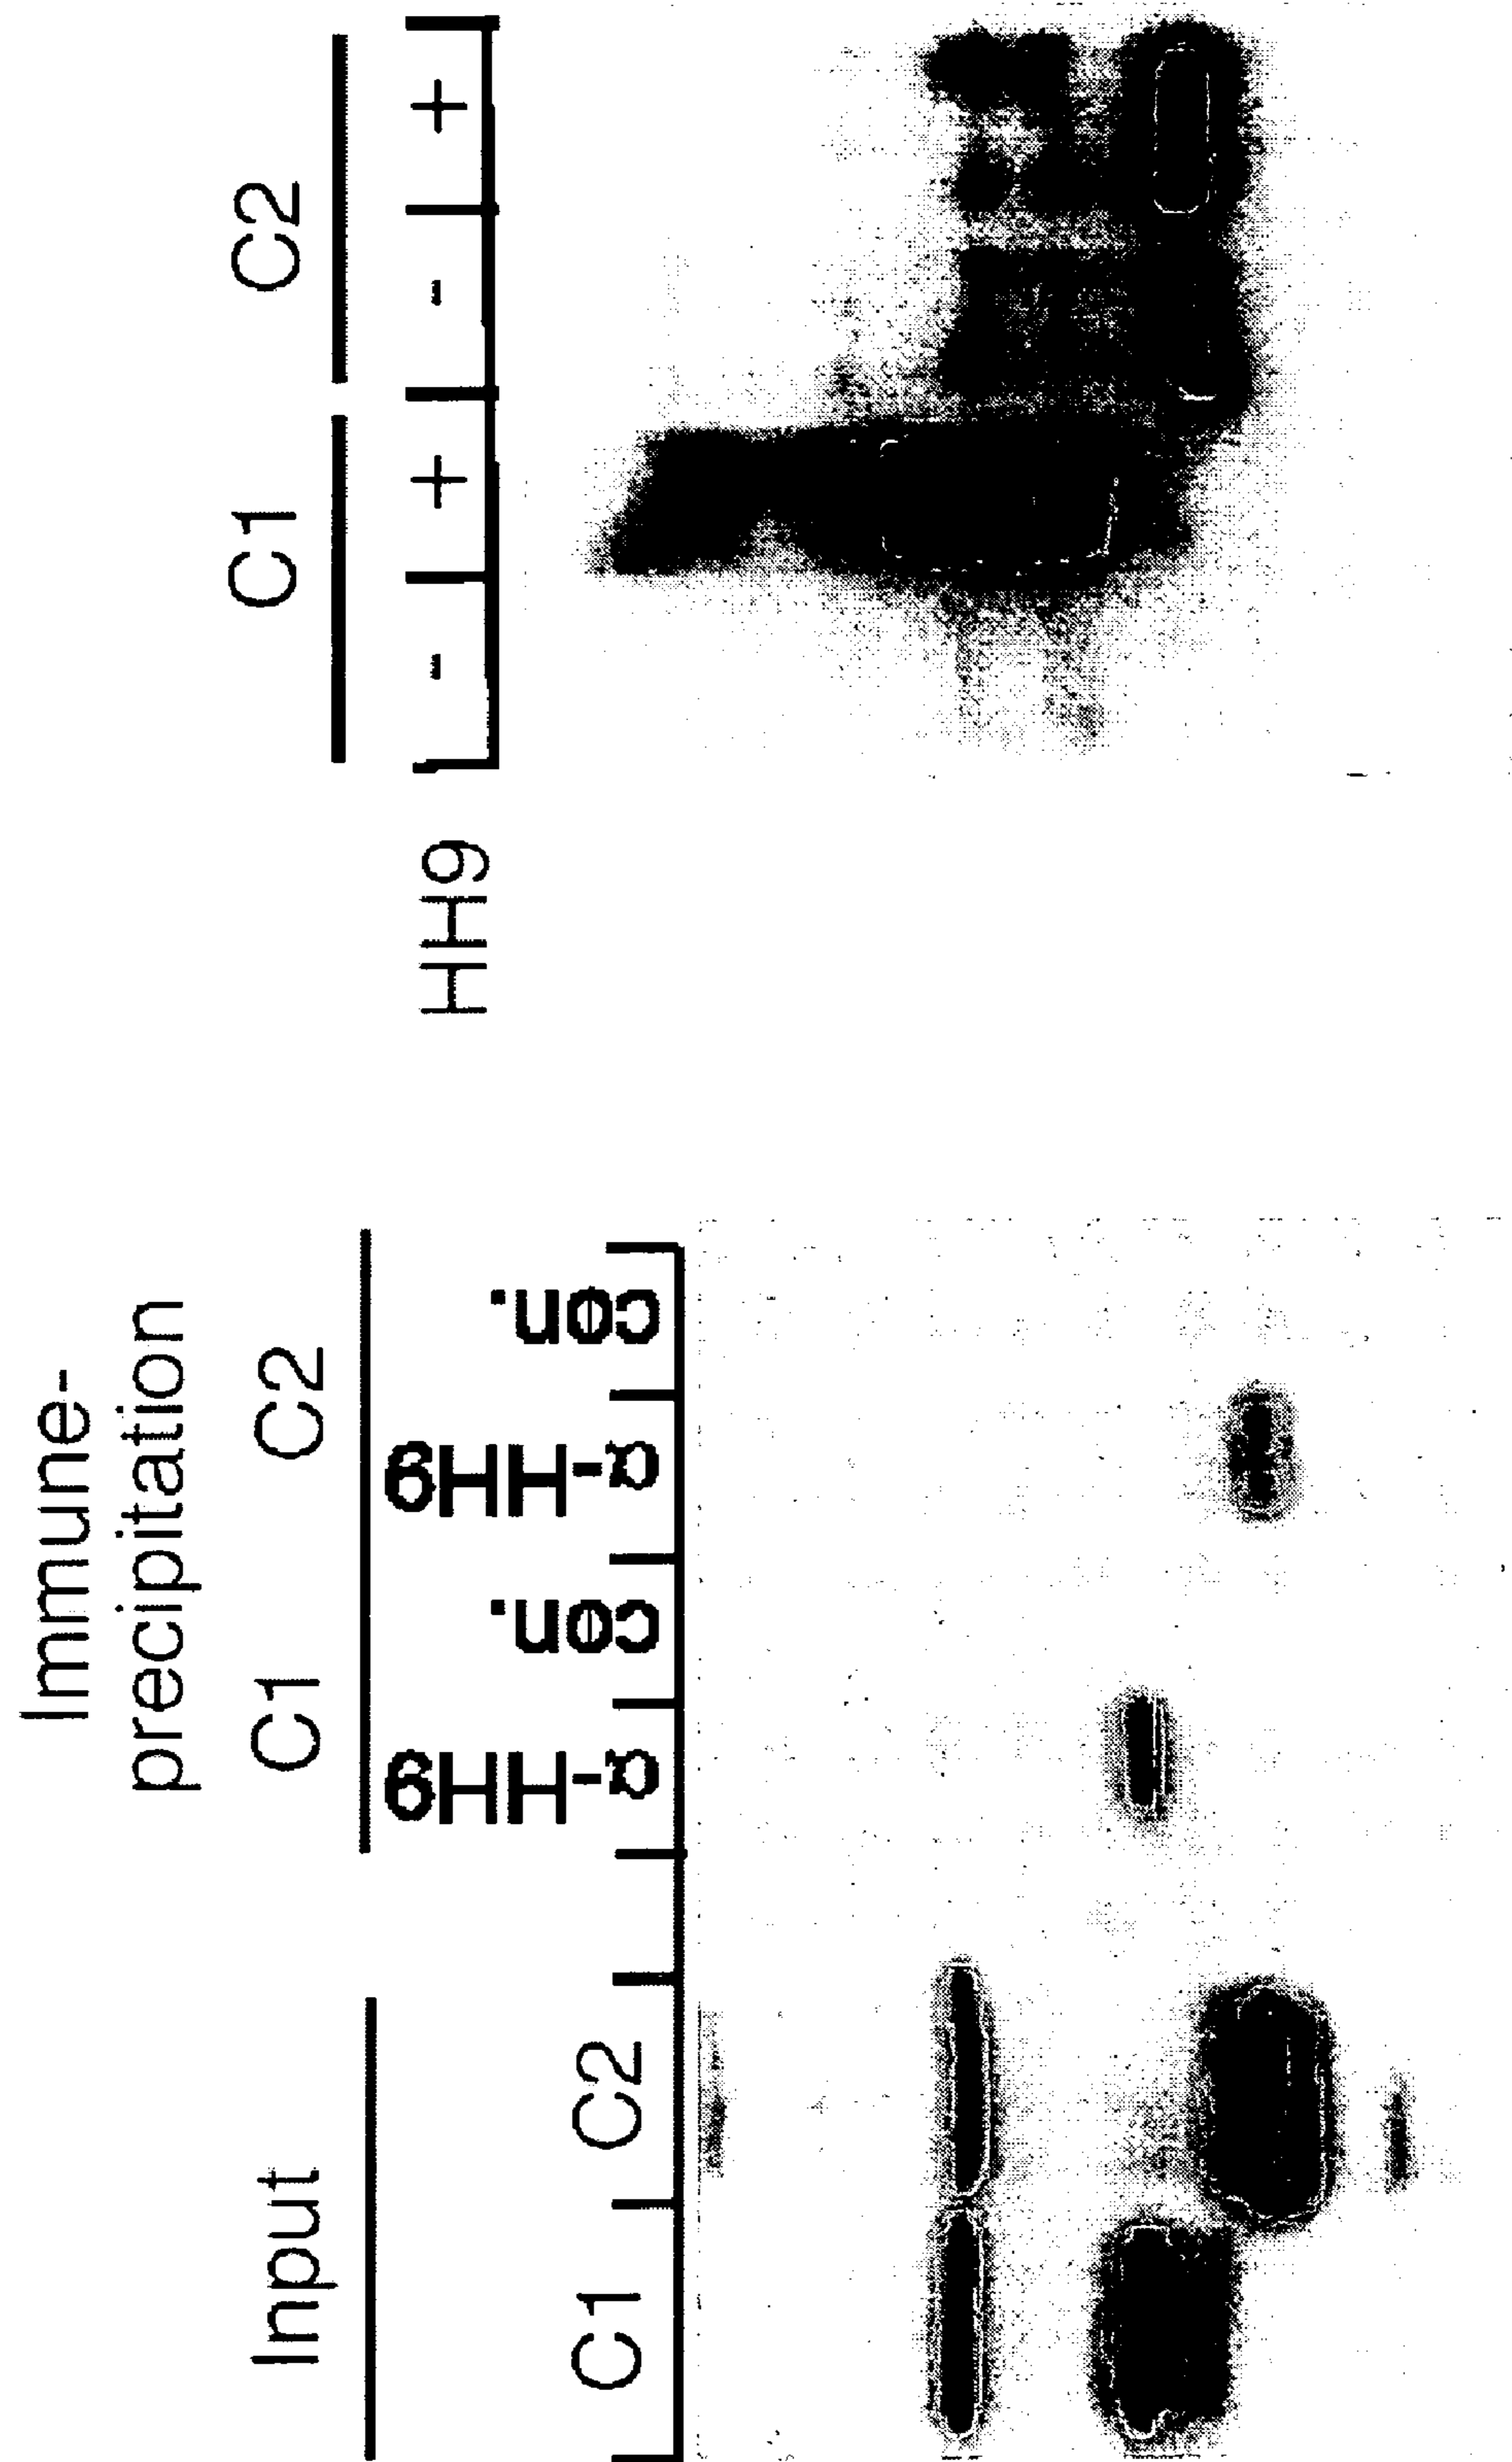 Immune-
precipitation
Input C1 C2
C1 C2 α-HH9 con. α-HH9 con.
C1 C2
HH9 - + - +